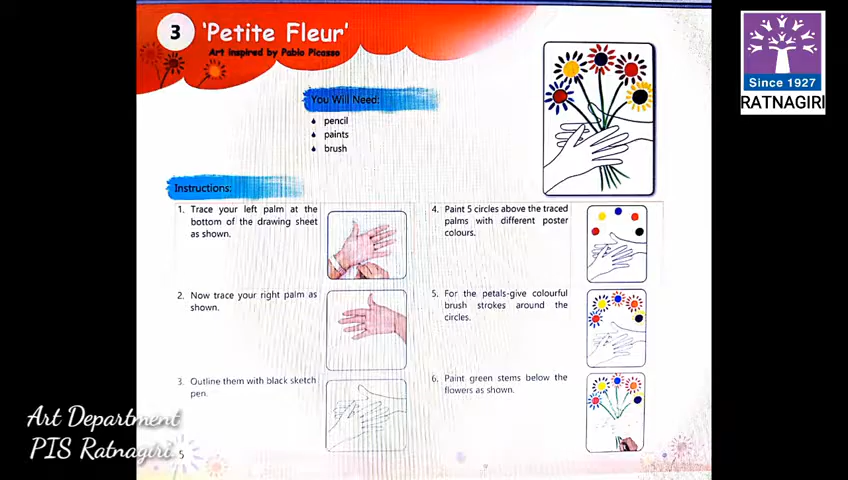 3 'Petite Fleur'
Art inspired by Pablo Picasso
You Will Need:
pencil
paints
brush
Instructions:
1. Trace your left palm at the
bottom of the drawing sheet
as shown.
2. Now trace your right palm as
shown.
3. Outline them with black sketch
pen.
4. Paint 5 circles above the traced
palms with different poster
colours.
5. For the petals-give colourful
brush strokes around the
circles.
6. Paint green stems below the
flowers as shown.
Since 1927
RATNAGIRI
Art Department
PIS Ratnagiri
5